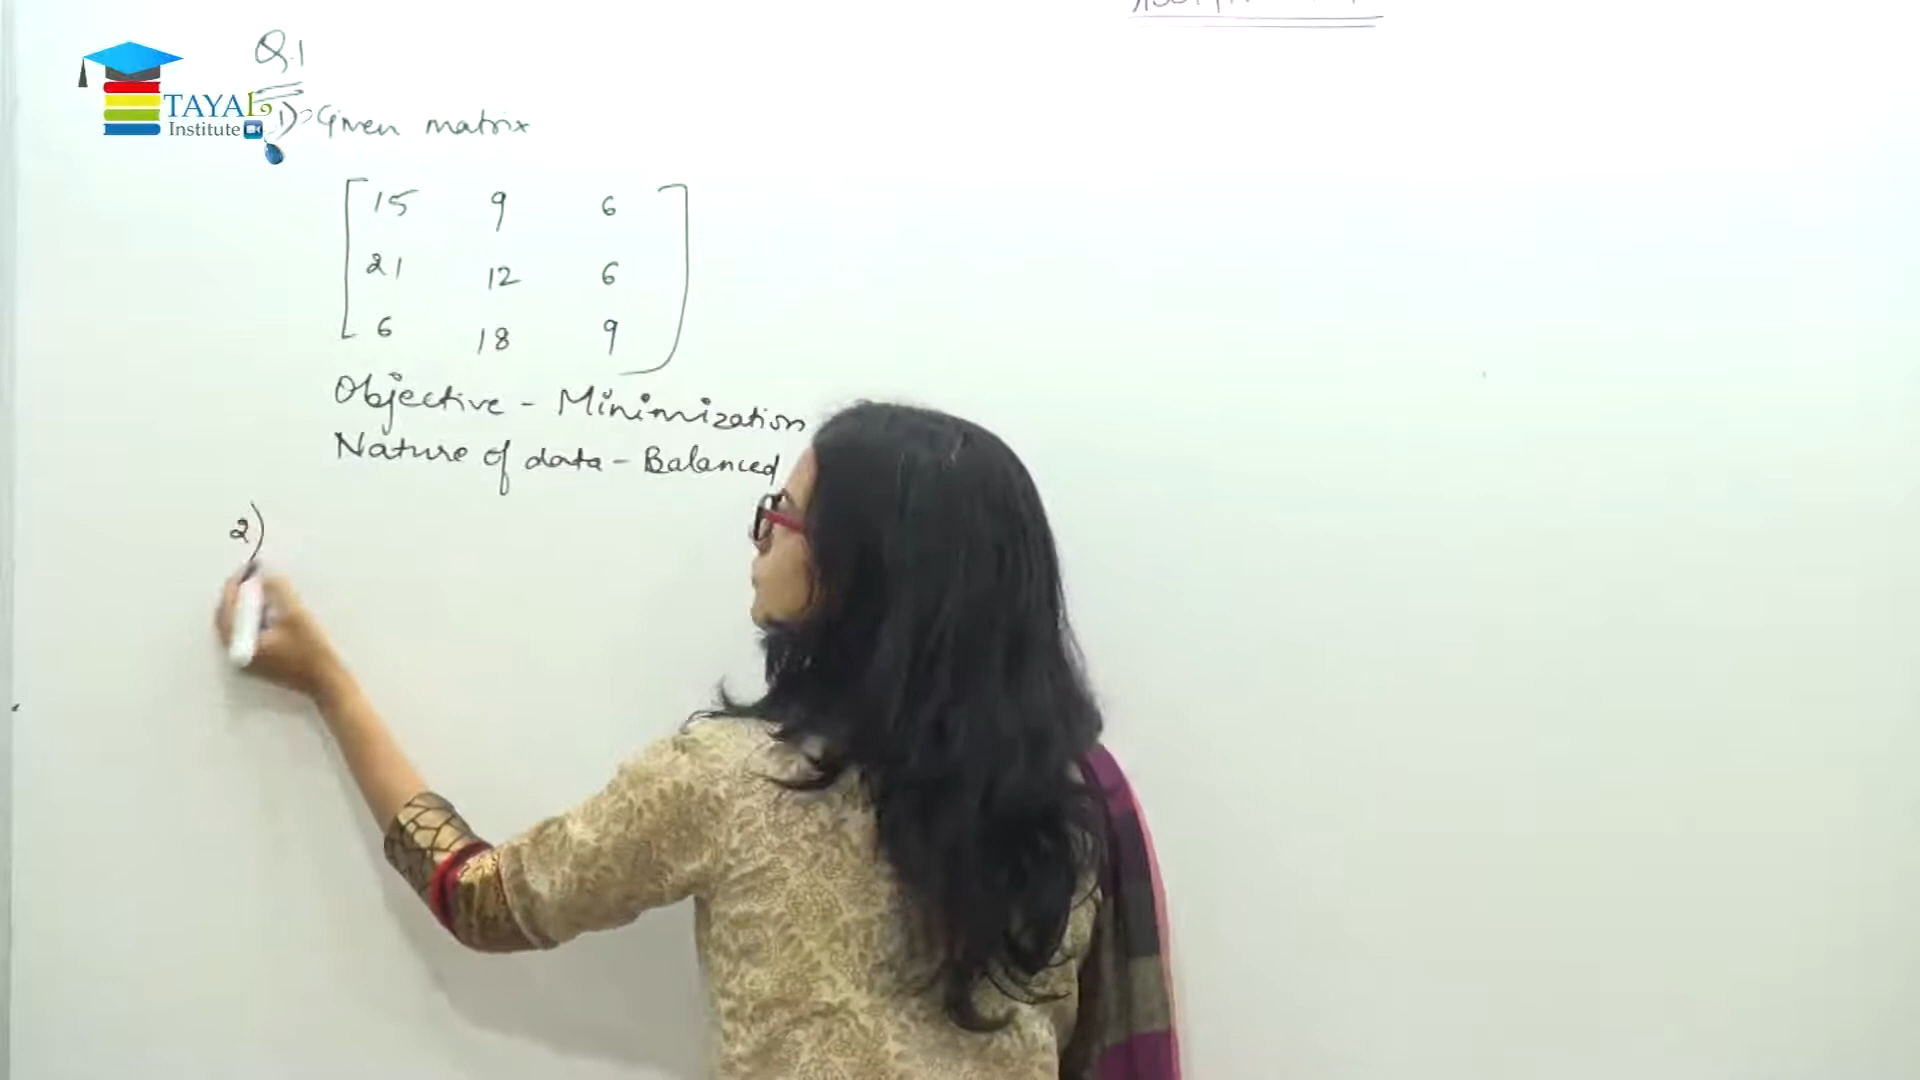 Q.1
TAYAL
Institute
1) Given matrix
15 9 6
21 12 6
6 18 9
Objective - Minimization
Nature of data - Balanced
2)